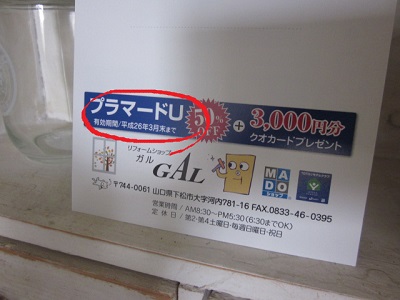 プラマードU
有効期間/平成26年3月末まで
50%OFF
+
3,000円分
クオカードプレゼント
リフォームショップ
ガル
GAL
MADO
ショップ
〒744-0061 山口県下松市大字河内781-16 FAX.0833-46-0395
営業時間 / AM8:30~PM5:30(6:30までOK)
定 休 日 / 第2・第4土曜日・毎週日曜日・祝日